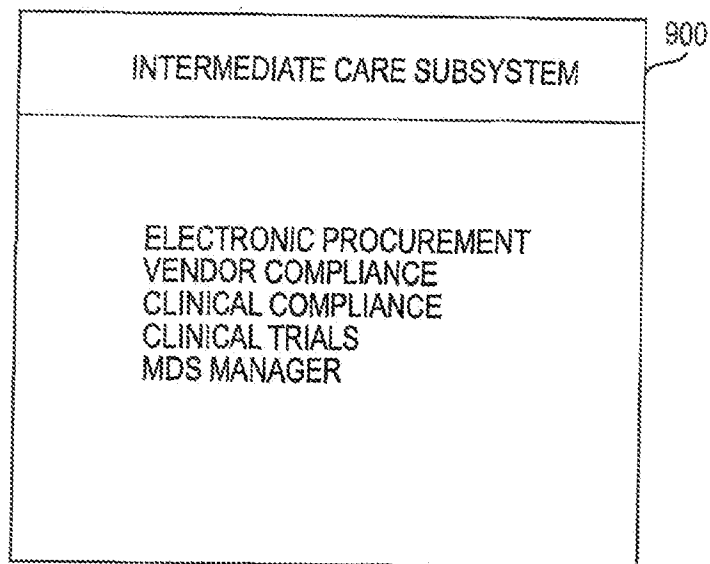 900
INTERMEDIATE CARE SUBSYSTEM
ELECTRONIC PROCUREMENT
VENDOR COMPLIANCE
CLINICAL COMPLIANCE
CLINICAL TRIALS
MDS MANAGER